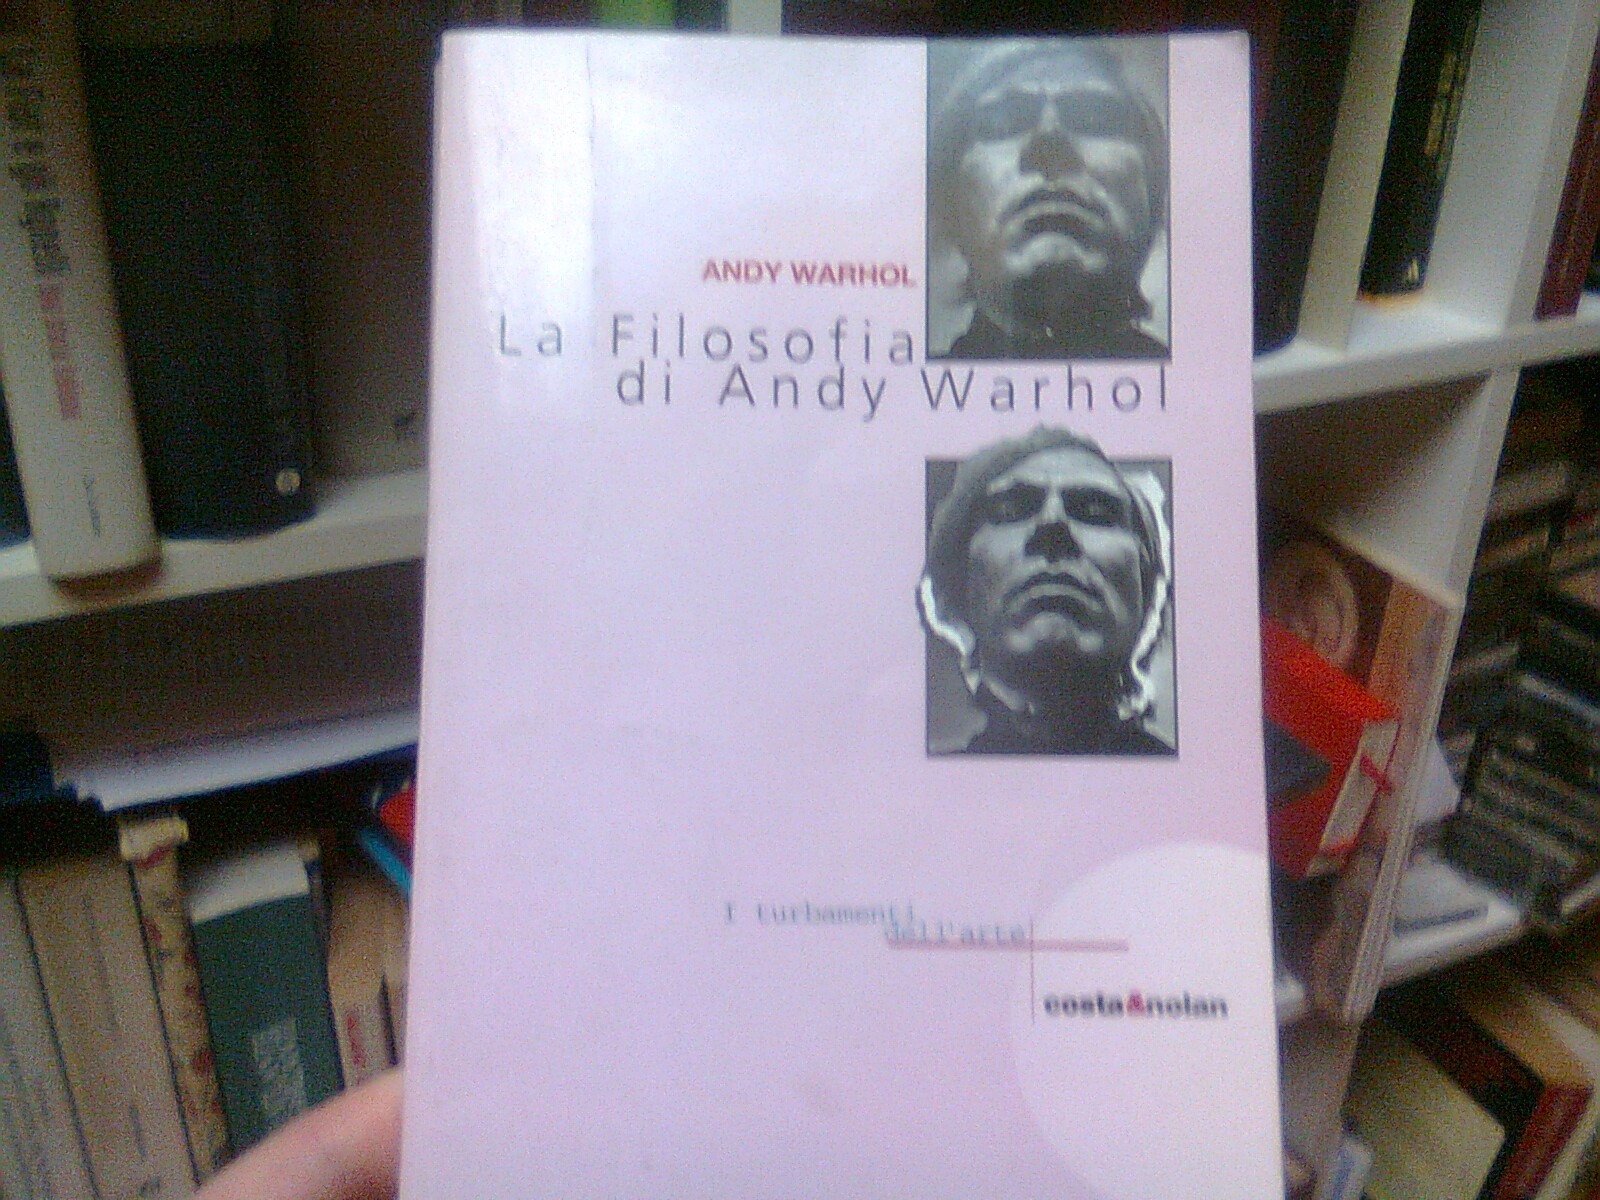 ANDY WARHOL
La Filosofia
di Andy Warhol
I turbamenti
dell'arte
costa&nolan